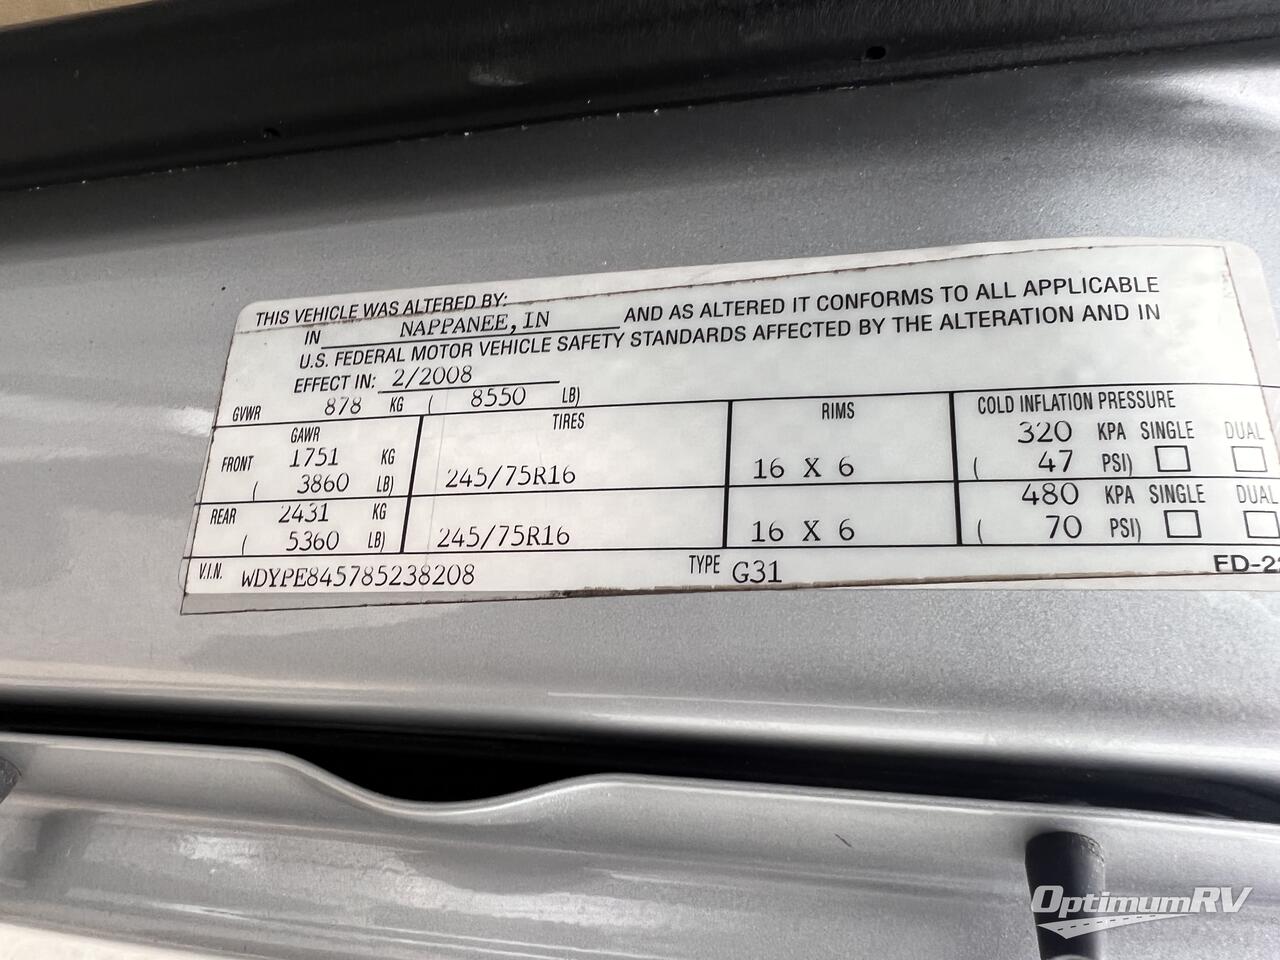 THIS VEHICLE WAS ALTERED BY:
IN NAPPANEE, IN AND AS ALTERED IT CONFORMS TO ALL APPLICABLE
U.S. FEDERAL MOTOR VEHICLE SAFETY STANDARDS AFFECTED BY THE ALTERATION AND IN
EFFECT IN: 2/2008
GVWR 878 KG ( 8550 LB)
GAWR TIRES RIMS COLD INFLATION PRESSURE
FRONT 1751 KG 320 KPA SINGLE DUAL
( 3860 LB) 245/75R16 16 X 6 ( 47 PSI)
REAR 2431 KG 480 KPA SINGLE DUAL
( 5360 LB) 245/75R16 16 X 6 ( 70 PSI)
V.I.N. WDYPE845785238208 TYPE G31
OptimumRV